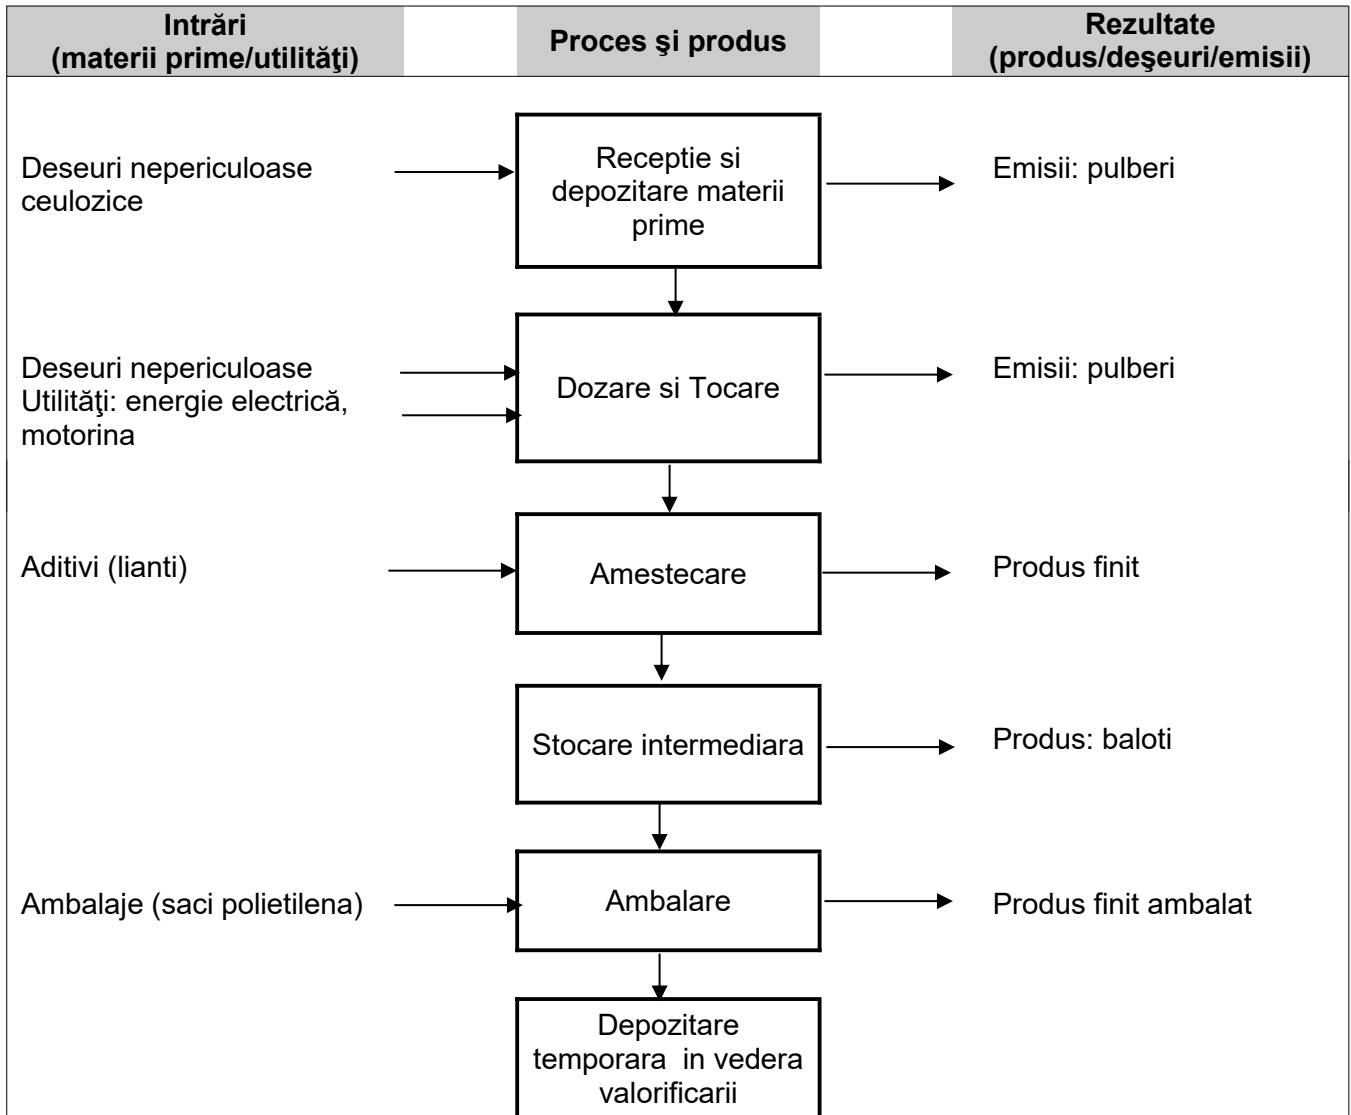 Intrări
(materii prime/utilităţi)
Proces şi produs
Rezultate
(produs/deşeuri/emisii)
Deseuri nepericuloase
ceulozice
Receptie si
depozitare materii
prime
Emisii: pulberi
Deseuri nepericuloase
Utilităţi: energie electrică,
motorina
Dozare si Tocare
Emisii: pulberi
Aditivi (lianti)
Amestecare
Produs finit
Stocare intermediara
Produs: baloti
Ambalaje (saci polietilena)
Ambalare
Produs finit ambalat
Depozitare
temporara in vedera
valorificarii